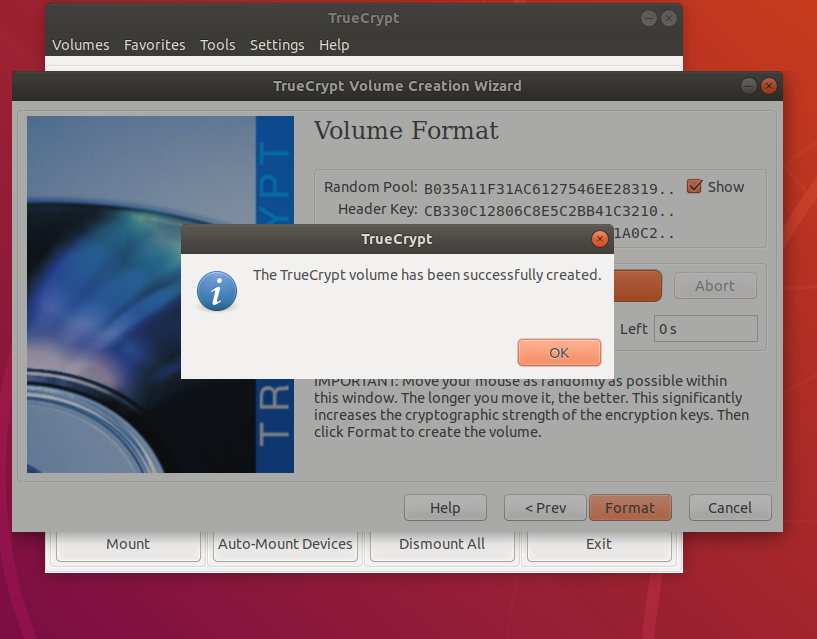 TrueCrypt
Volumes Favorites Tools Settings Help
TrueCrypt Volume Creation Wizard
Volume Format
Random Pool: B035A11F31AC6127546EE28319.. Show
Header Key: CB330C12806C8E5C2BB41C3210..
1A0C2..
TrueCrypt
The TrueCrypt volume has been successfully created.
Abort
Left 0 s
OK
IMPORTANT: Move your mouse as randomly as possible within
this window. The longer you move it, the better. This significantly
increases the cryptographic strength of the encryption keys. Then
click Format to create the volume.
Help < Prev Format Cancel
Mount Auto-Mount Devices Dismount All Exit